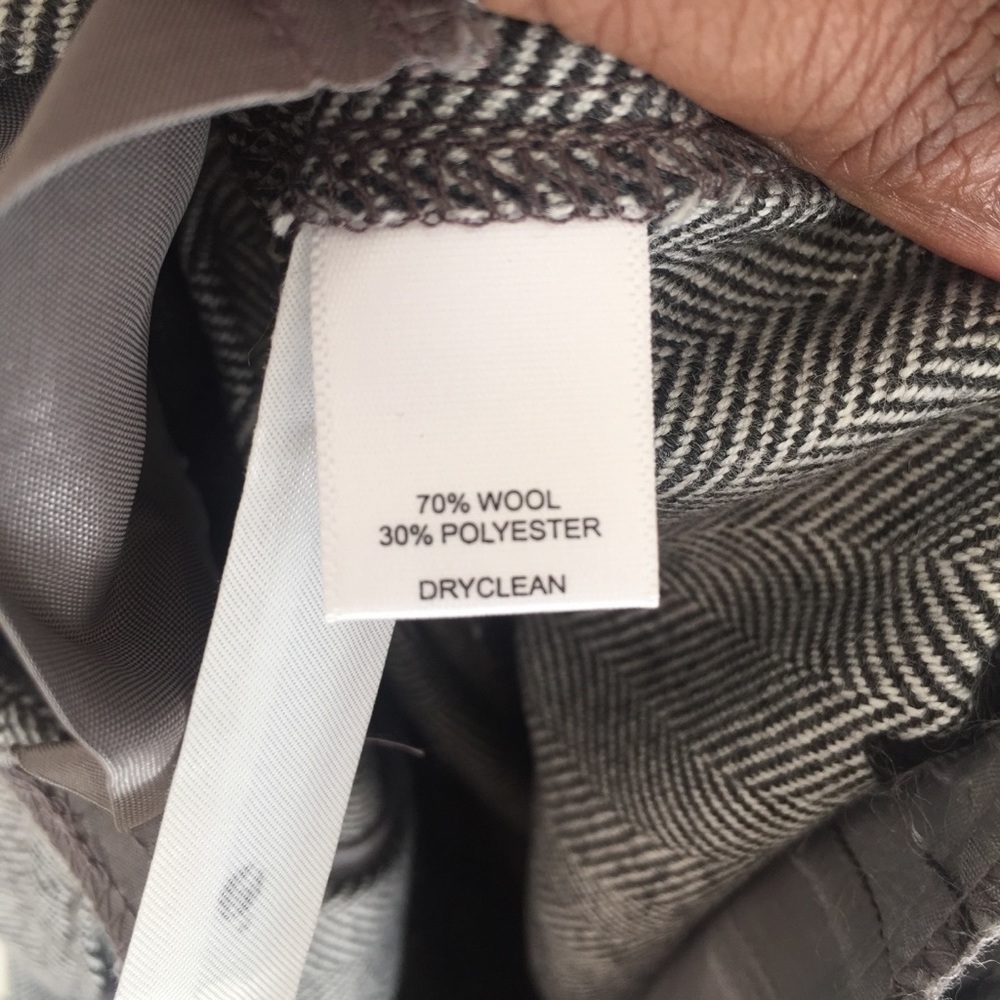 70% WOOL
30% POLYESTER
DRYCLEAN